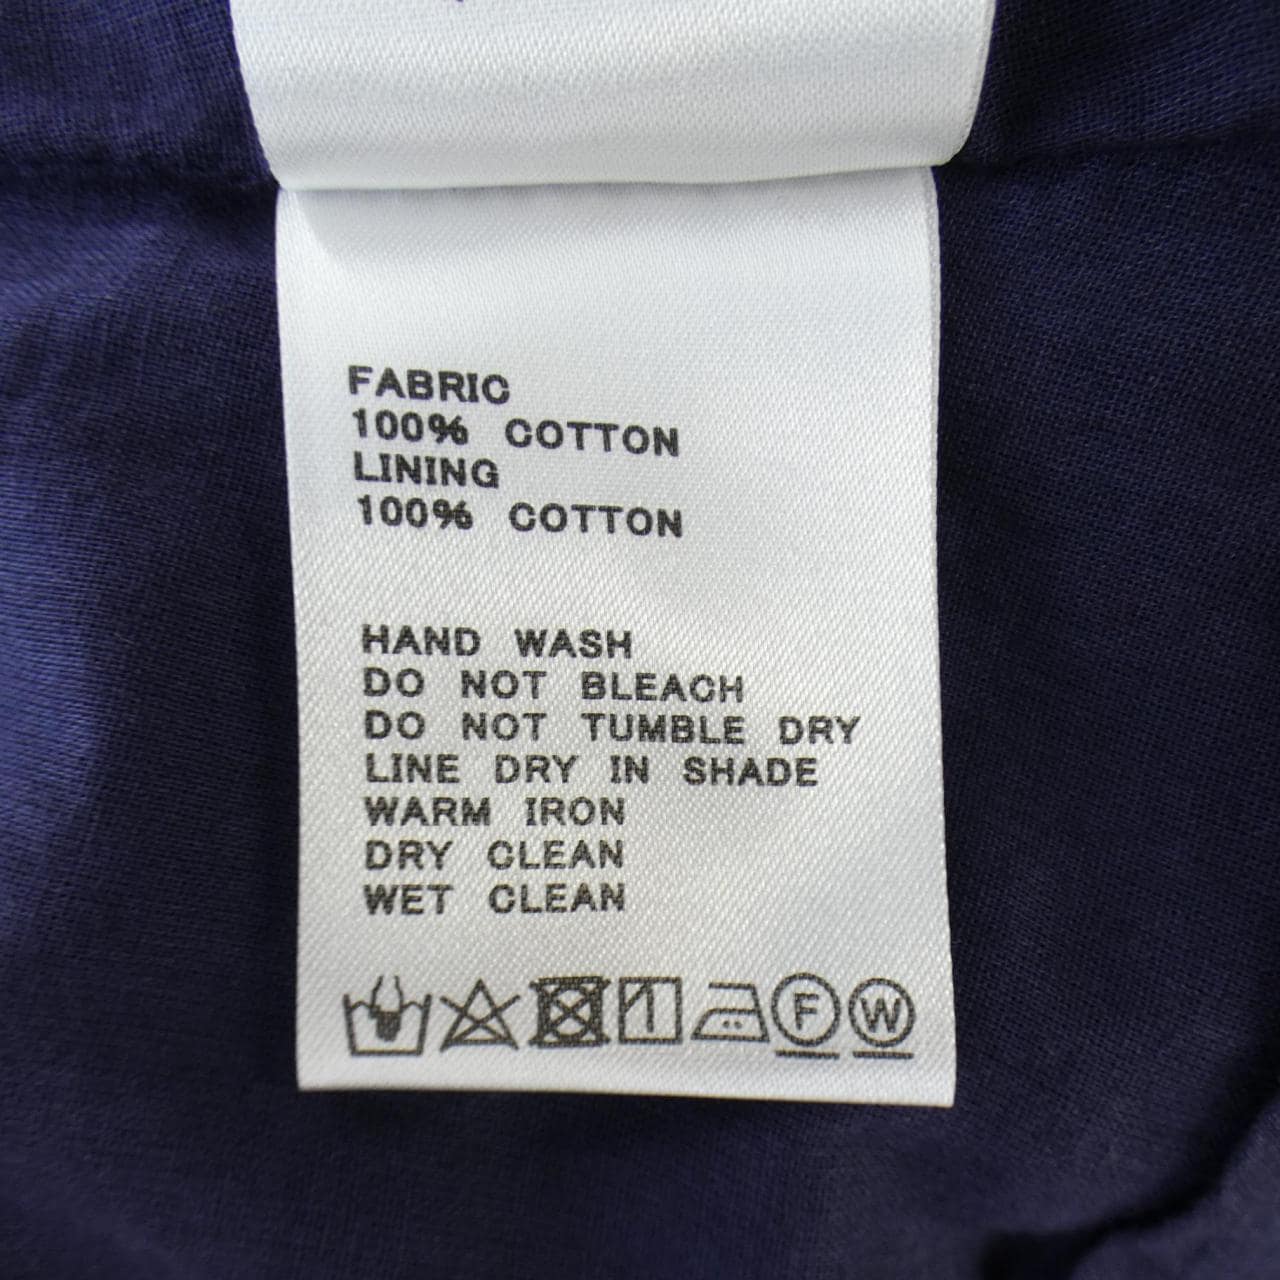 FABRIC
100% COTTON
LINING
100% COTTON
HAND WASH
DO NOT BLEACH
DO NOT TUMBLE DRY
LINE DRY IN SHADE
WARM IRON
DRY CLEAN
WET CLEAN
F W